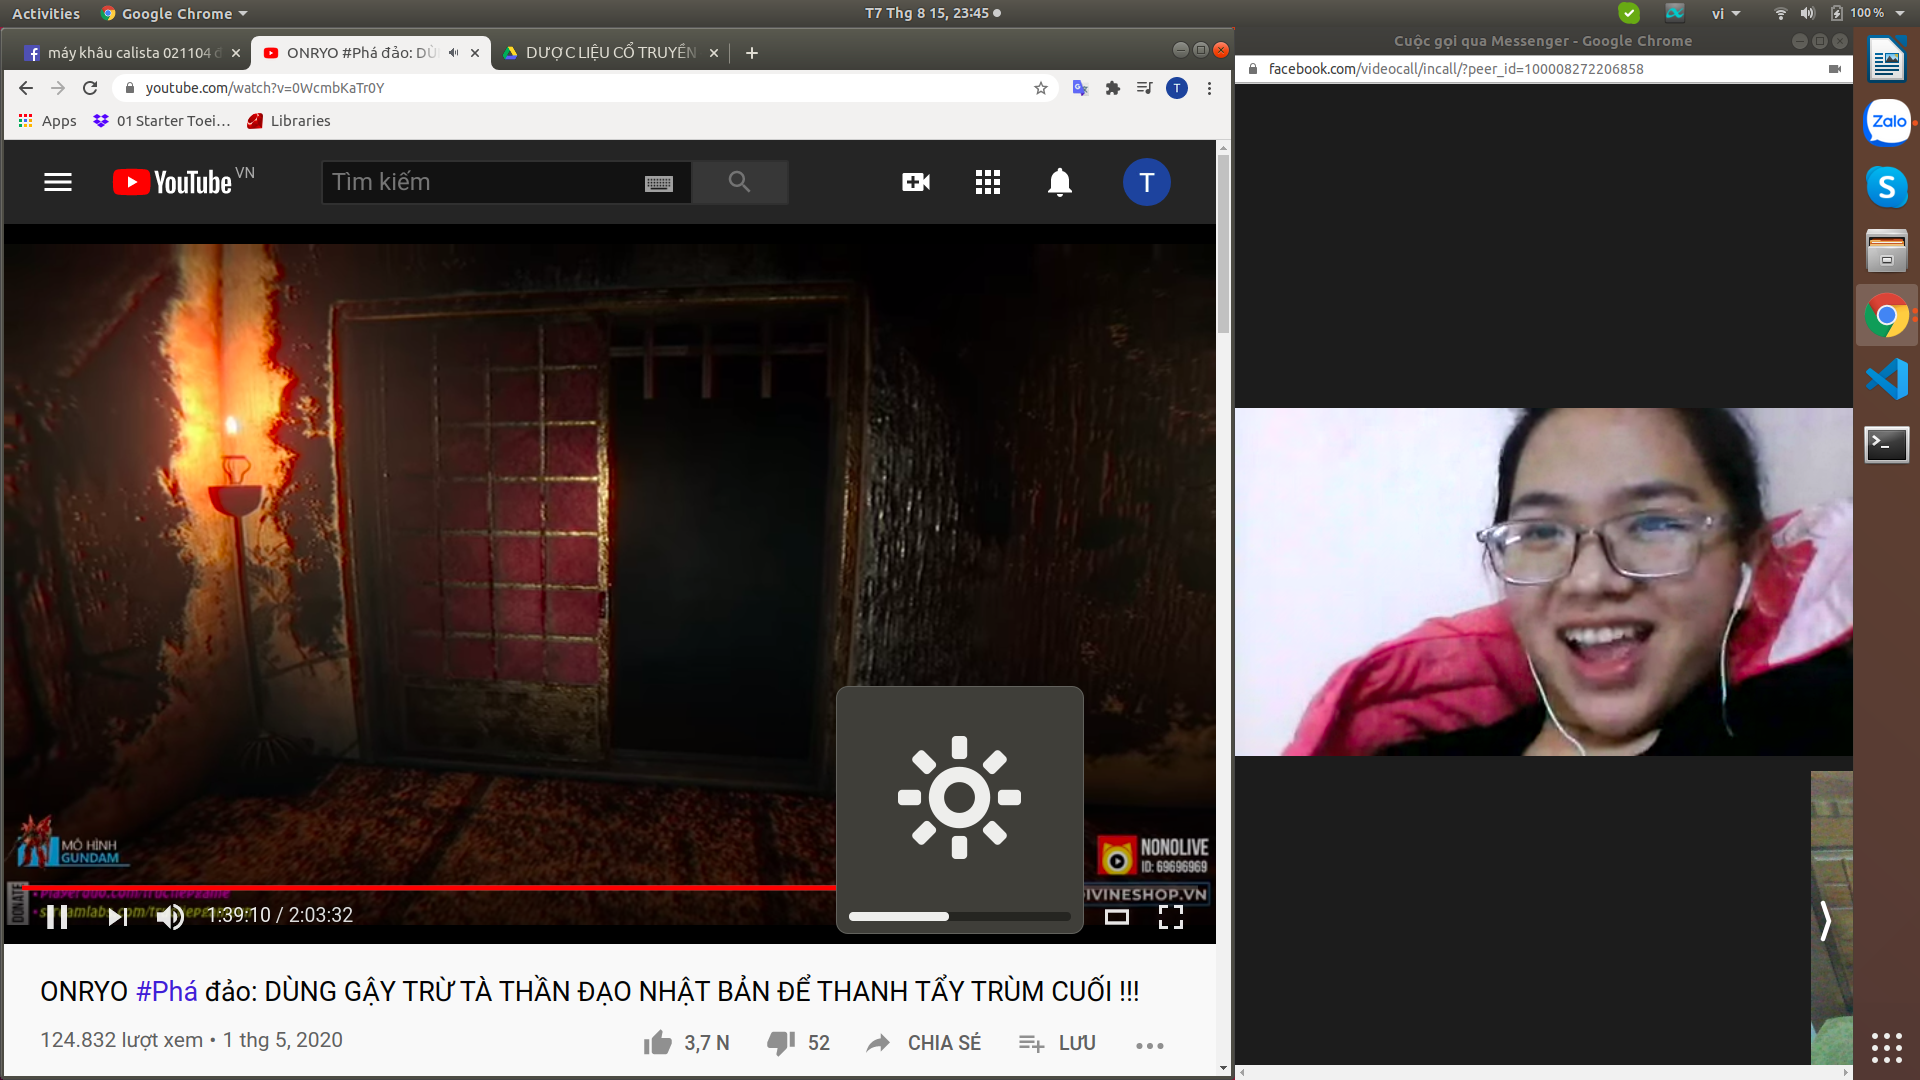 Activities
Google Chrome
T7 Thg 8 15, 23:45
vi
100 %
máy khâu calista 021104 đ
ONRYO #Phá đảo: DÙ
DƯỢC LIỆU CỔ TRUYỀN
youtube.com/watch?v=0WcmbKaTr0Y
T
Apps
01 Starter Toei…
Libraries
YouTube VN
Tìm kiếm
T
MÔ HÌNH
GUNDAM
NONOLIVE
ID: 69696969
DONATE
IVINESHOP.VN
1:39:10 / 2:03:32
ONRYO #Phá đảo: DÙNG GẬY TRỪ TÀ THẦN ĐẠO NHẬT BẢN ĐỂ THANH TẨY TRÙM CUỐI !!!
124.832 lượt xem • 1 thg 5, 2020
3,7 N
52
CHIA SẺ
LƯU
Cuộc gọi qua Messenger - Google Chrome
facebook.com/videocall/incall/?peer_id=100008272206858
Zalo
S